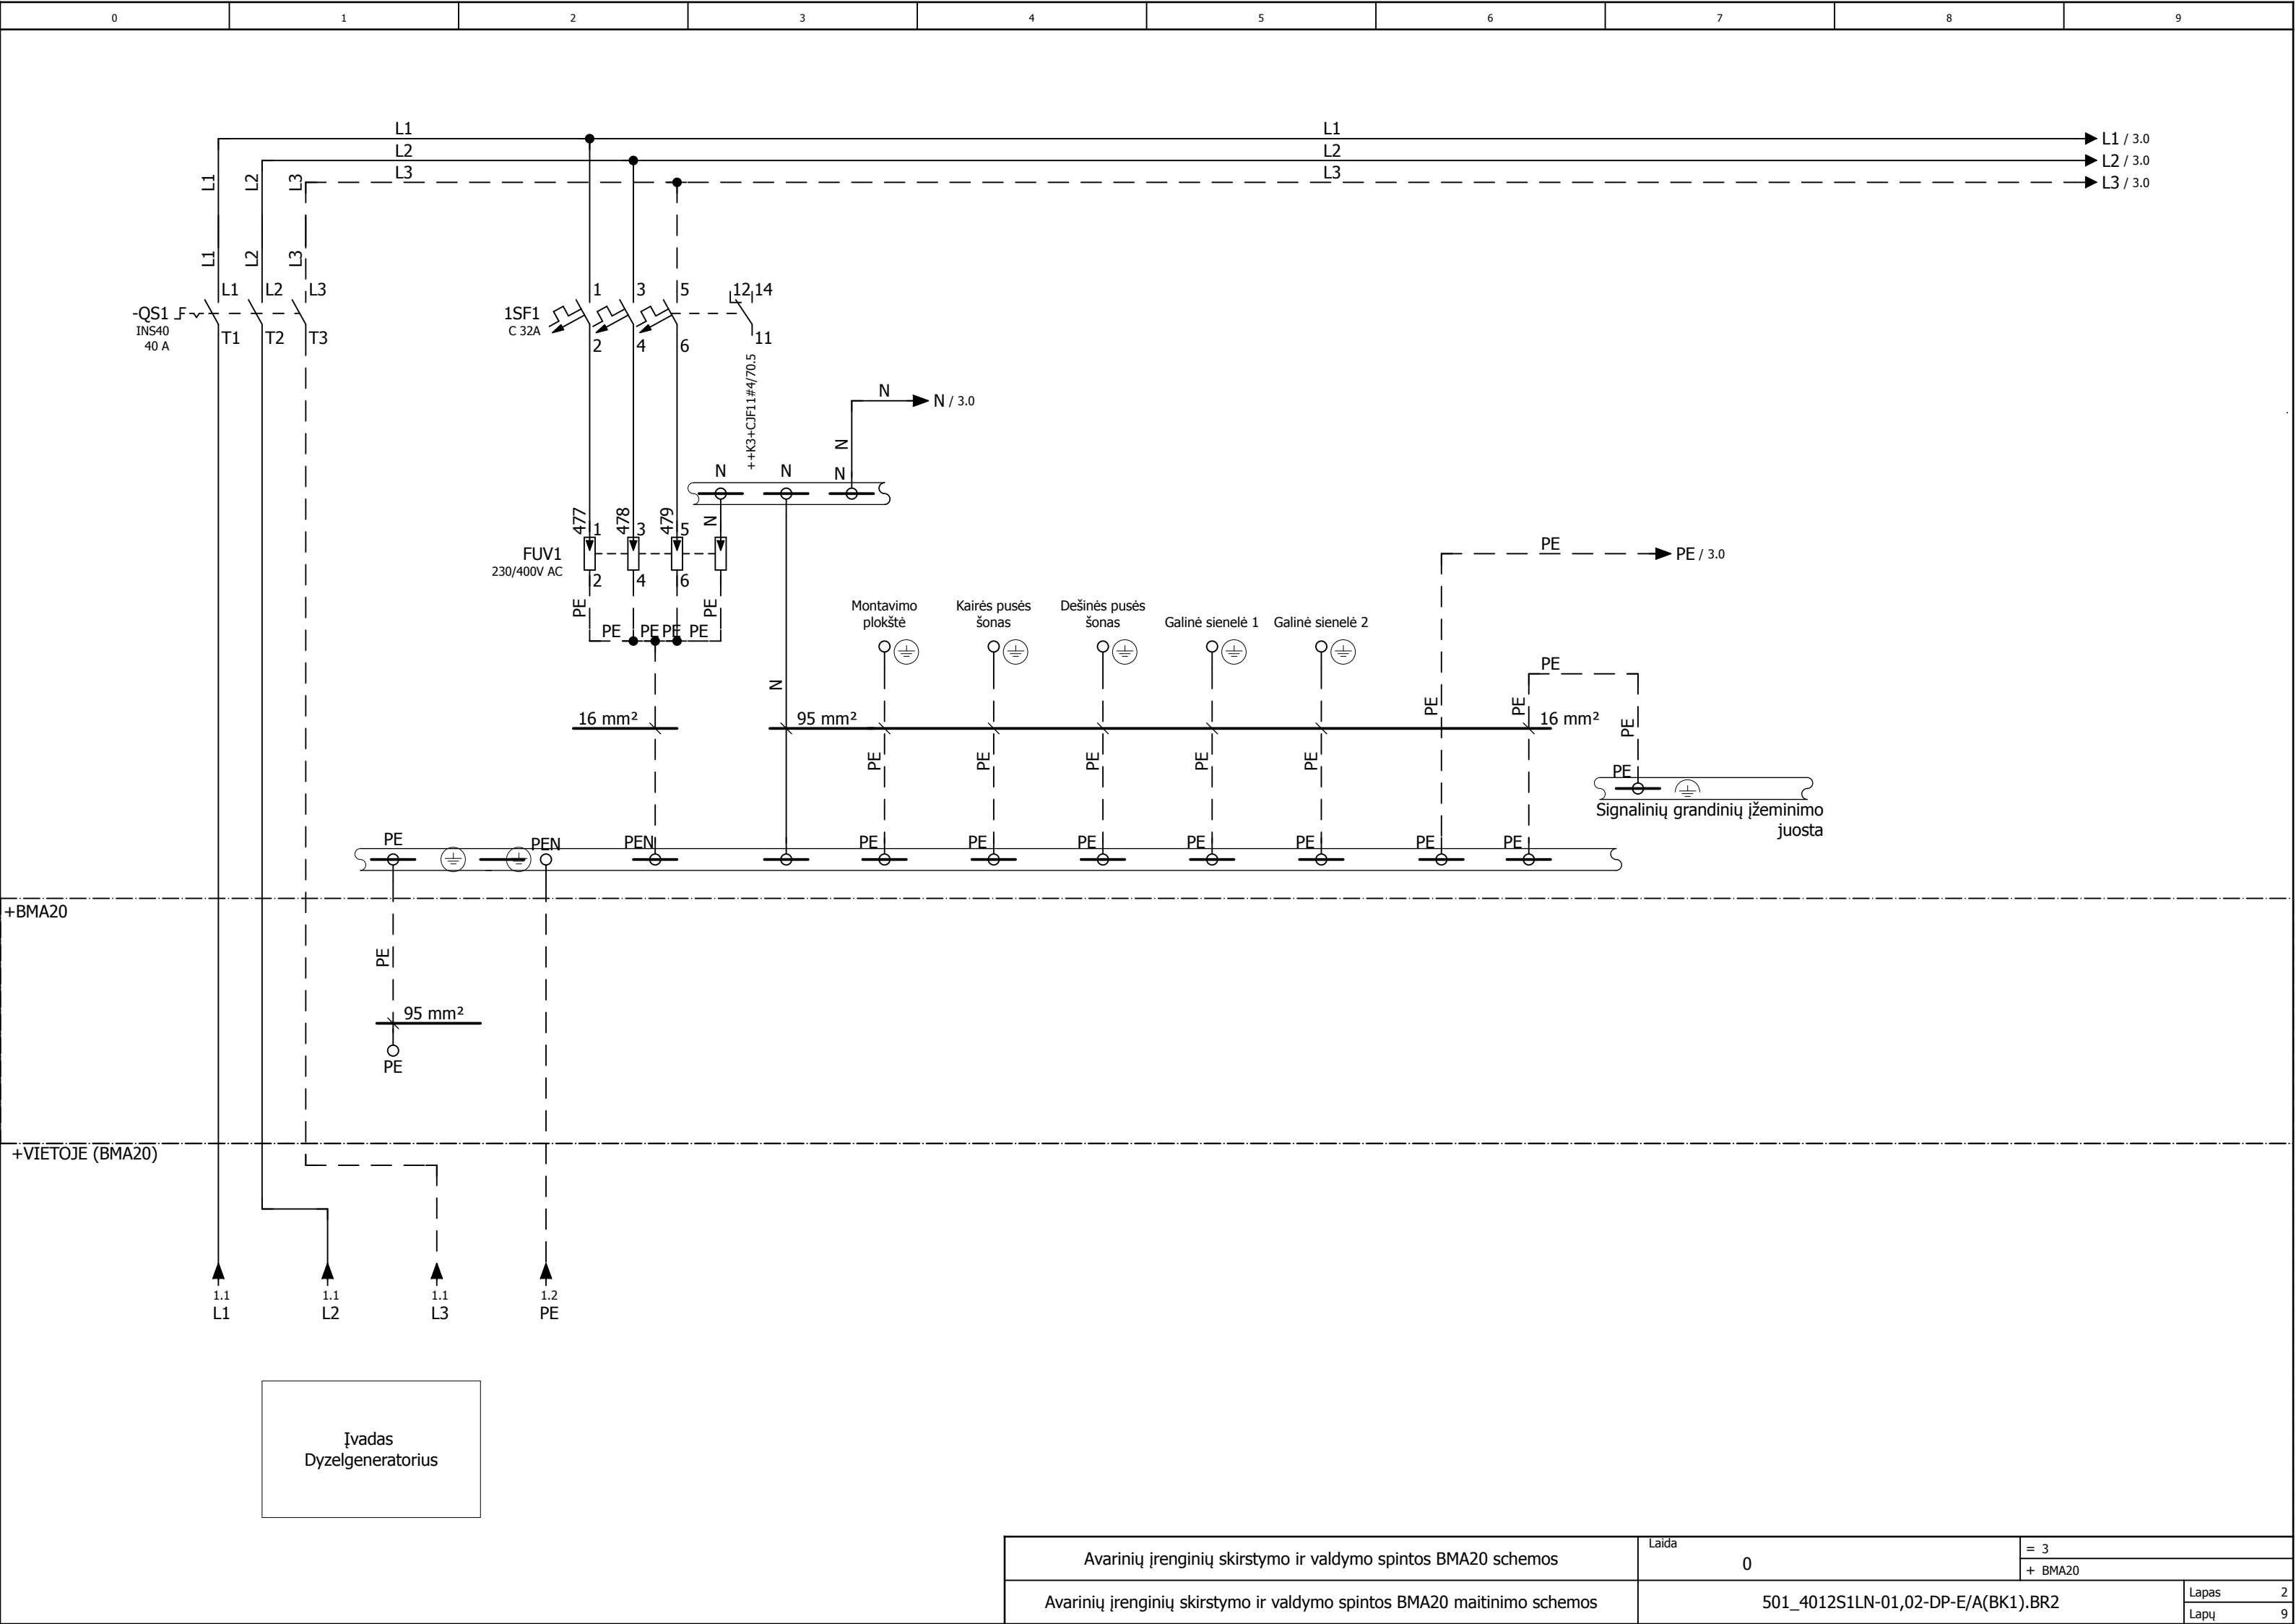 0 1 2 3 4 5 6 7 8 9
L1 L1 L1 / 3.0
L2 L2 L2 / 3.0
L3 L3 L3 / 3.0
L1 L2 L3
L1 L2 L3
L1 L2 L3 1 3 5 12 14
-QS1 1SF1
INS40 C 32A
40 A
T1 T2 T3 2 4 6 11
++K3+CJF11#4/70.5
N N / 3.0
N
N N N
477 478 479 N
1 3 5
FUV1
230/400V AC
2 4 6
PE / 3.0
PE
PE PE
PE PE PE PE
Montavimo
plokštė
Kairės pusės
šonas
Dešinės pusės
šonas
Galinė sienelė 1
Galinė sienelė 2
PE
N
PE PE
16 mm² 95 mm² 16 mm²
PE
PE PE PE PE PE
PE
Signalinių grandinių įžeminimo
juosta
PE PEN PEN PE PE PE PE PE PE PE
+BMA20
PE
95 mm²
PE
+VIETOJE (BMA20)
1.1 1.1 1.1 1.2
L1 L2 L3 PE
Įvadas
Dyzelgeneratorius
Avarinių įrenginių skirstymo ir valdymo spintos BMA20 schemos
Laida
0
= 3
+ BMA20
Avarinių įrenginių skirstymo ir valdymo spintos BMA20 maitinimo schemos
501_4012S1LN-01,02-DP-E/A(BK1).BR2
Lapas 2
Lapų 9